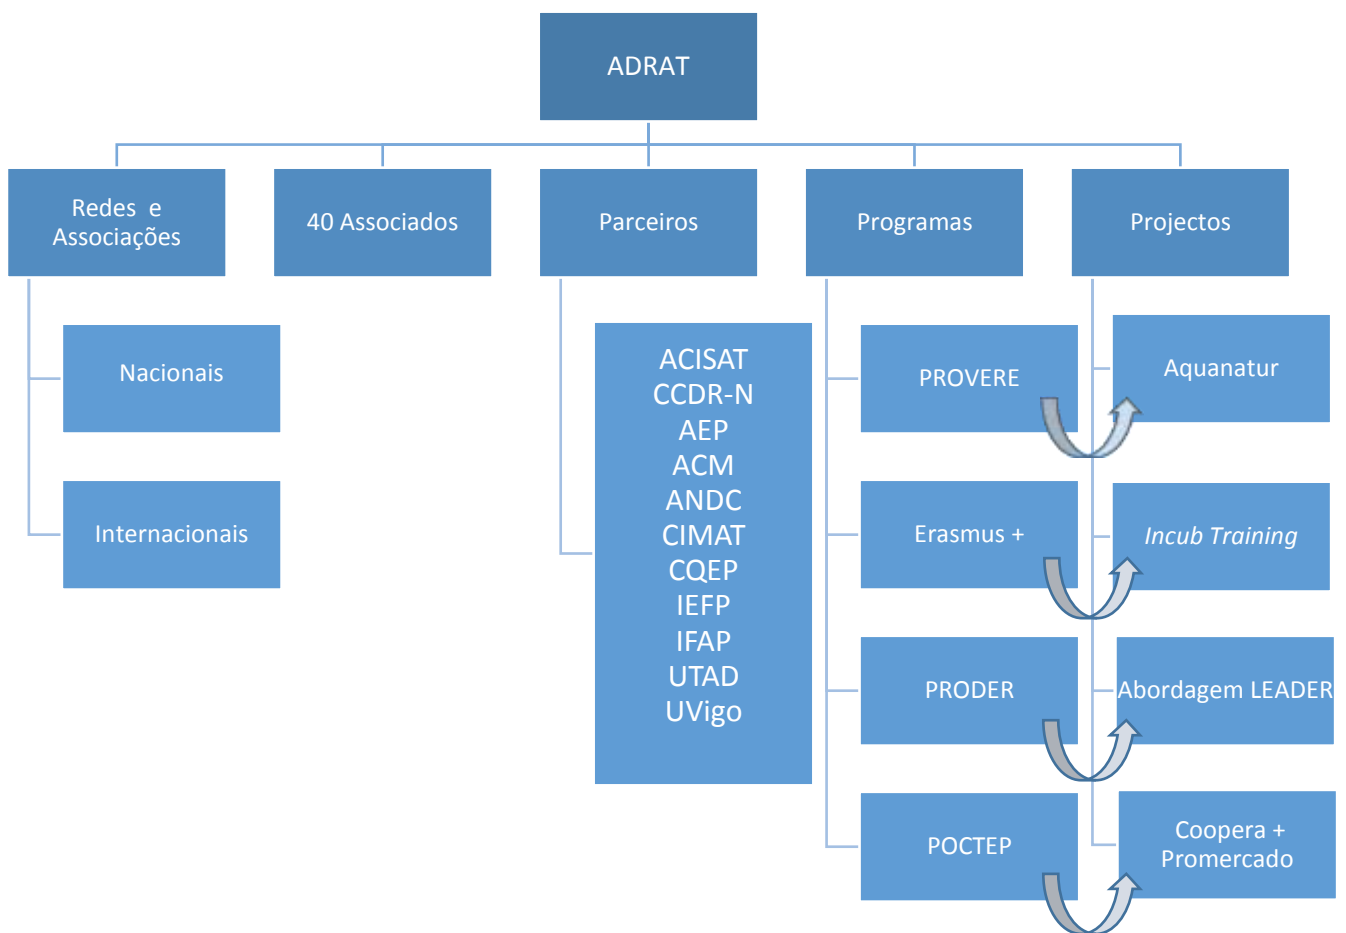 ADRAT
Redes e
Associações
40 Associados
Parceiros
Programas
Projectos
Nacionais
Internacionais
ACISAT
CCDR-N
AEP
ACM
ANDC
CIMAT
CQEP
IEFP
IFAP
UTAD
UVigo
PROVERE
Erasmus +
PRODER
POCTEP
Aquanatur
Incub Training
Abordagem LEADER
Coopera +
Promercado